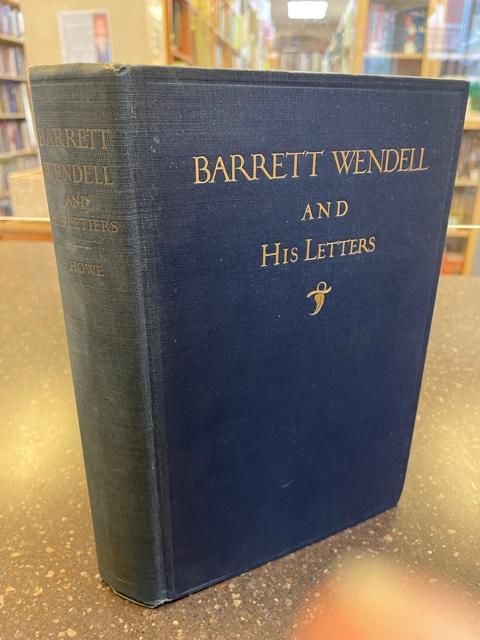 BARRETT
WENDELL
AND
HIS LETTERS
HOWE
BARRETT WENDELL
AND
HIS LETTERS